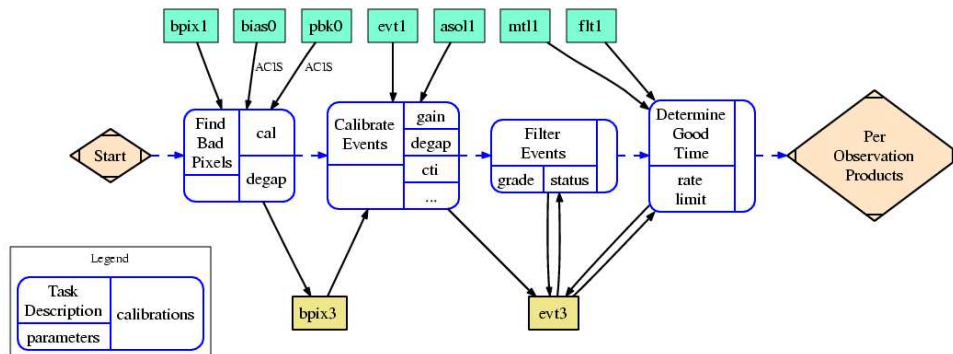 bpix1
bias0
pbk0
evt1
asol1
mtl1
flt1
ACIS
ACIS
Start
Find
Bad
Pixels
cal
degap
Calibrate
Events
gain
degap
cti
...
Filter
Events
grade
status
Determine
Good
Time
rate
limit
Per
Observation
Products
Legend
Task
Description
parameters
calibrations
bpix3
evt3